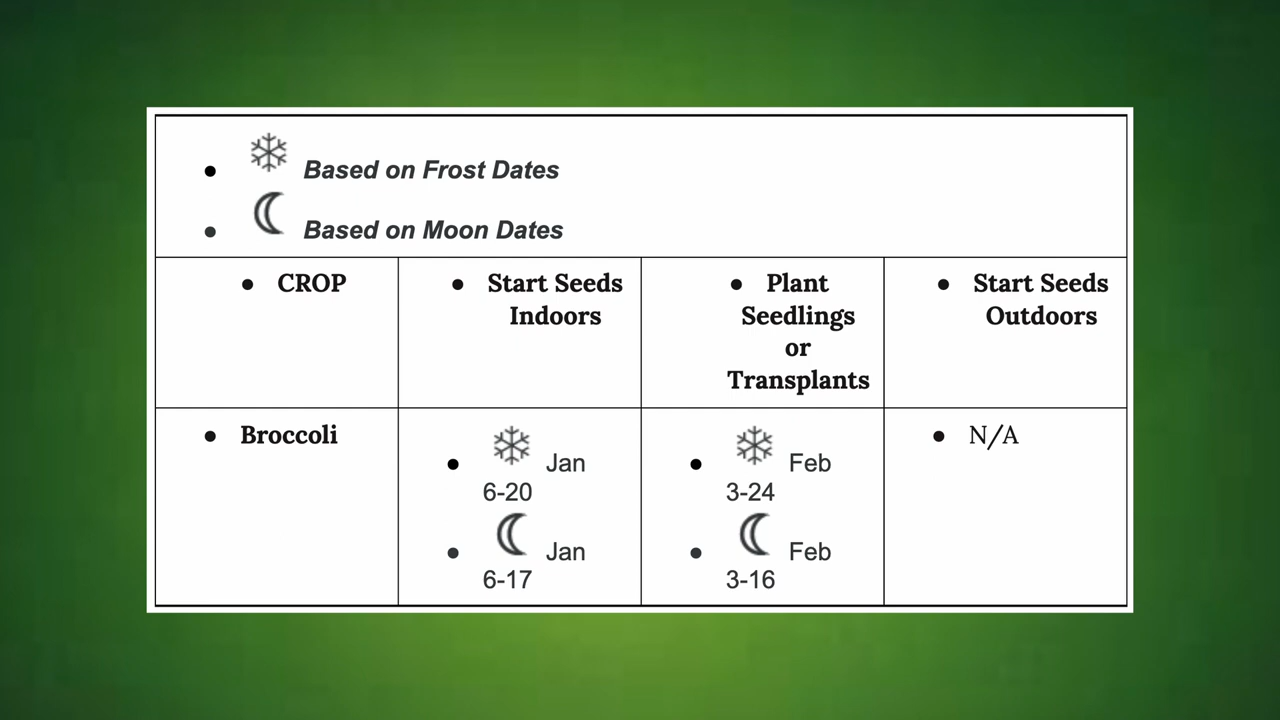 Based on Frost Dates
Based on Moon Dates
CROP
Start Seeds
Indoors
Plant
Seedlings
or
Transplants
Start Seeds
Outdoors
Broccoli
Jan
6-20
Jan
6-17
Feb
3-24
Feb
3-16
N/A